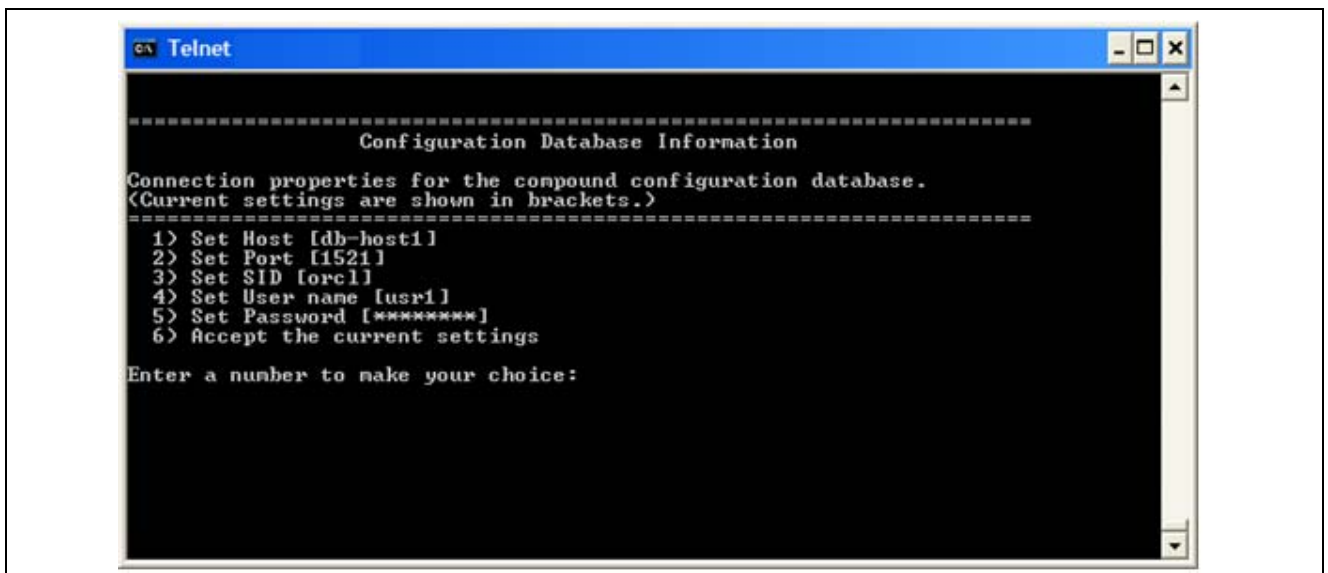 Telnet
==========================================================================
Configuration Database Information
Connection properties for the compound configuration database.
(Current settings are shown in brackets.)
==========================================================================
1) Set Host [db-host1]
2) Set Port [1521]
3) Set SID [orcl]
4) Set User name [usr1]
5) Set Password [********]
6) Accept the current settings
Enter a number to make your choice: